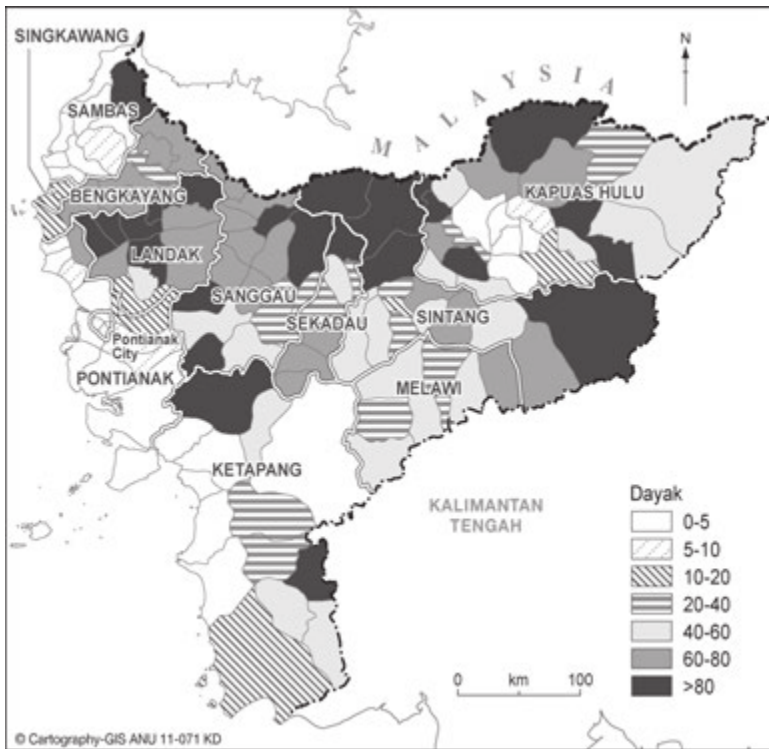 SINGKAWANG
N
MALAYSIA
SAMBAS
KAPUAS HULU
BENGKAYANG
LANDAK
SANGGAU
SEKADAU
SINTANG
Pontianak
City
PONTIANAK
MELAWI
KETAPANG
KALIMANTAN
TENGAH
Dayak
0-5
5-10
10-20
20-40
40-60
60-80
>80
0 km 100
© Cartography-GIS ANU 11-071 KD